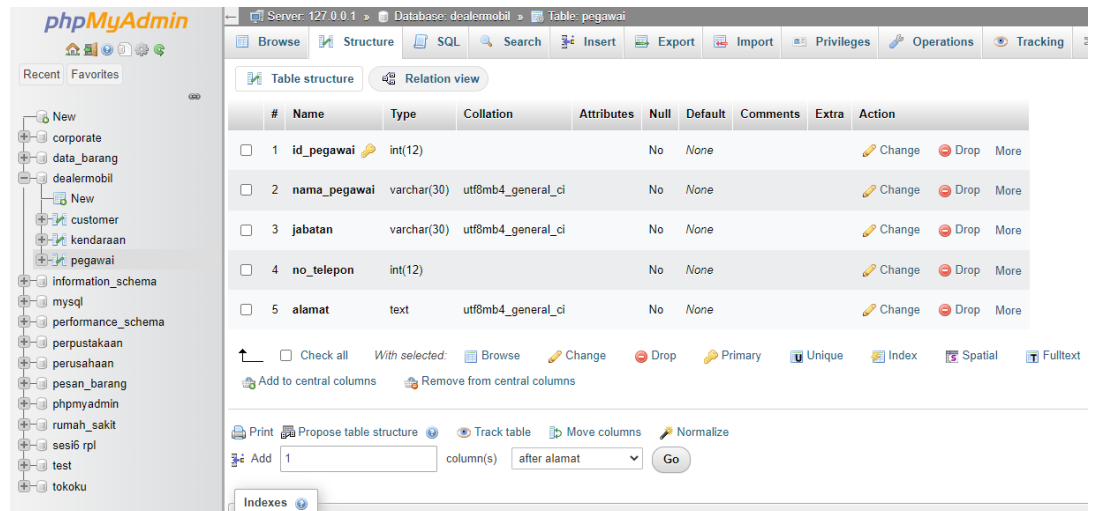 phpMyAdmin
Recent Favorites
New
corporate
data_barang
dealermobil
New
customer
kendaraan
pegawai
information_schema
mysql
performance_schema
perpustakaan
perusahaan
pesan_barang
phpmyadmin
rumah_sakit
sesi6 rpl
test
tokoku
Server: 127.0.0.1 » Database: dealermobil » Table: pegawai
Browse Structure SQL Search Insert Export Import Privileges Operations Tracking
Table structure Relation view
# Name Type Collation Attributes Null Default Comments Extra Action
1 id_pegawai int(12) No None Change Drop More
2 nama_pegawai varchar(30) utf8mb4_general_ci No None Change Drop More
3 jabatan varchar(30) utf8mb4_general_ci No None Change Drop More
4 no_telepon int(12) No None Change Drop More
5 alamat text utf8mb4_general_ci No None Change Drop More
Check all With selected: Browse Change Drop Primary Unique Index Spatial Fulltext
Add to central columns Remove from central columns
Print Propose table structure Track table Move columns Normalize
Add 1 column(s) after alamat Go
Indexes